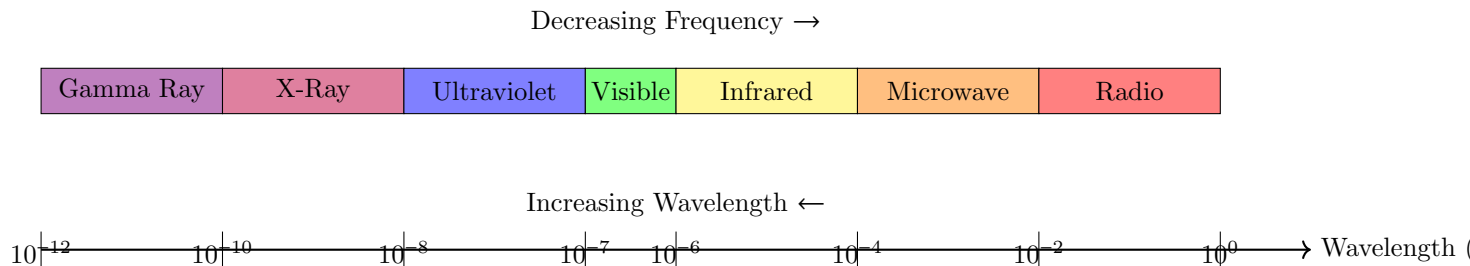 Decreasing Frequency →
Gamma Ray X-Ray Ultraviolet Visible Infrared Microwave Radio
Increasing Wavelength ←
10⁻¹² 10⁻¹⁰ 10⁻⁸ 10⁻⁷ 10⁻⁶ 10⁻⁴ 10⁻² 10⁰ Wavelength (